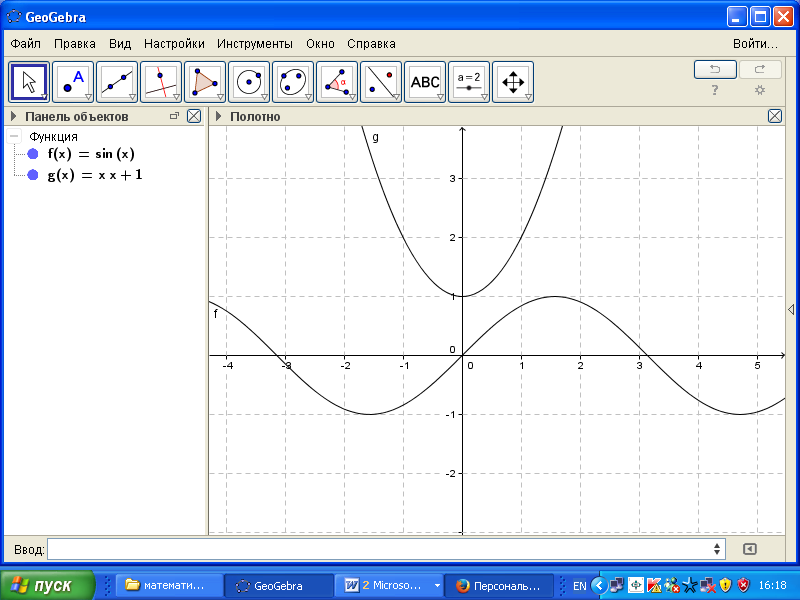 GeoGebra
Файл Правка Вид Настройки Инструменты Окно Справка Войти...
A α ABC a = 2
?
Панель объектов Полотно
Функция
f(x) = sin (x)
g(x) = x x + 1
g
3
2
1
f
0
-4 -3 -2 -1 0 1 2 3 4 5
-1
-2
Ввод:
пуск математи... GeoGebra 2 Microso... Персональ... EN 16:18